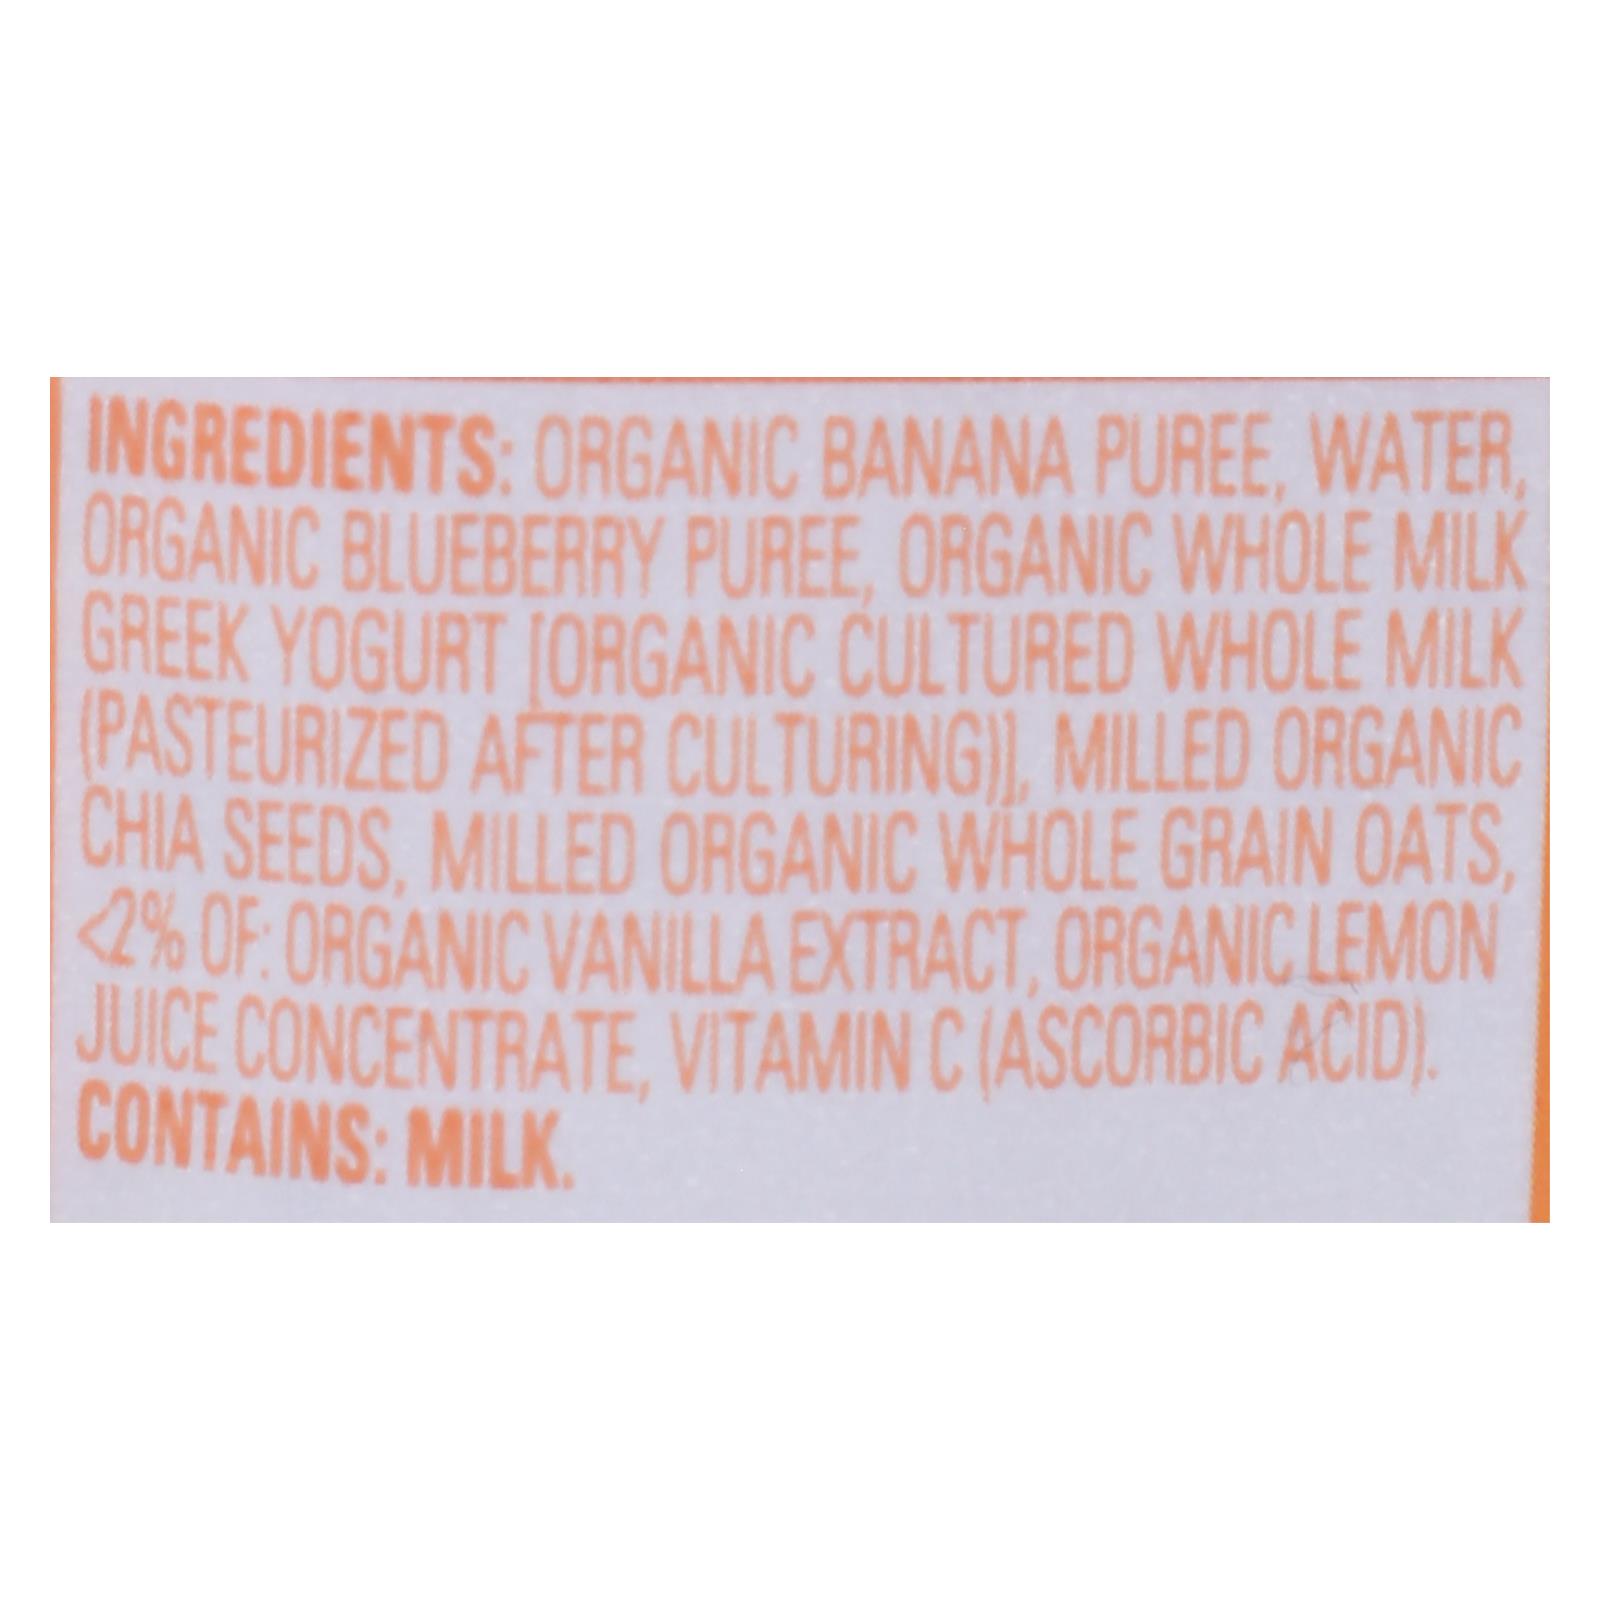 INGREDIENTS: ORGANIC BANANA PUREE, WATER,
ORGANIC BLUEBERRY PUREE, ORGANIC WHOLE MILK
GREEK YOGURT [ORGANIC CULTURED WHOLE MILK
(PASTEURIZED AFTER CULTURING)], MILLED ORGANIC
CHIA SEEDS, MILLED ORGANIC WHOLE GRAIN OATS,
<2% OF: ORGANIC VANILLA EXTRACT, ORGANIC LEMON
JUICE CONCENTRATE, VITAMIN C (ASCORBIC ACID).
CONTAINS: MILK.